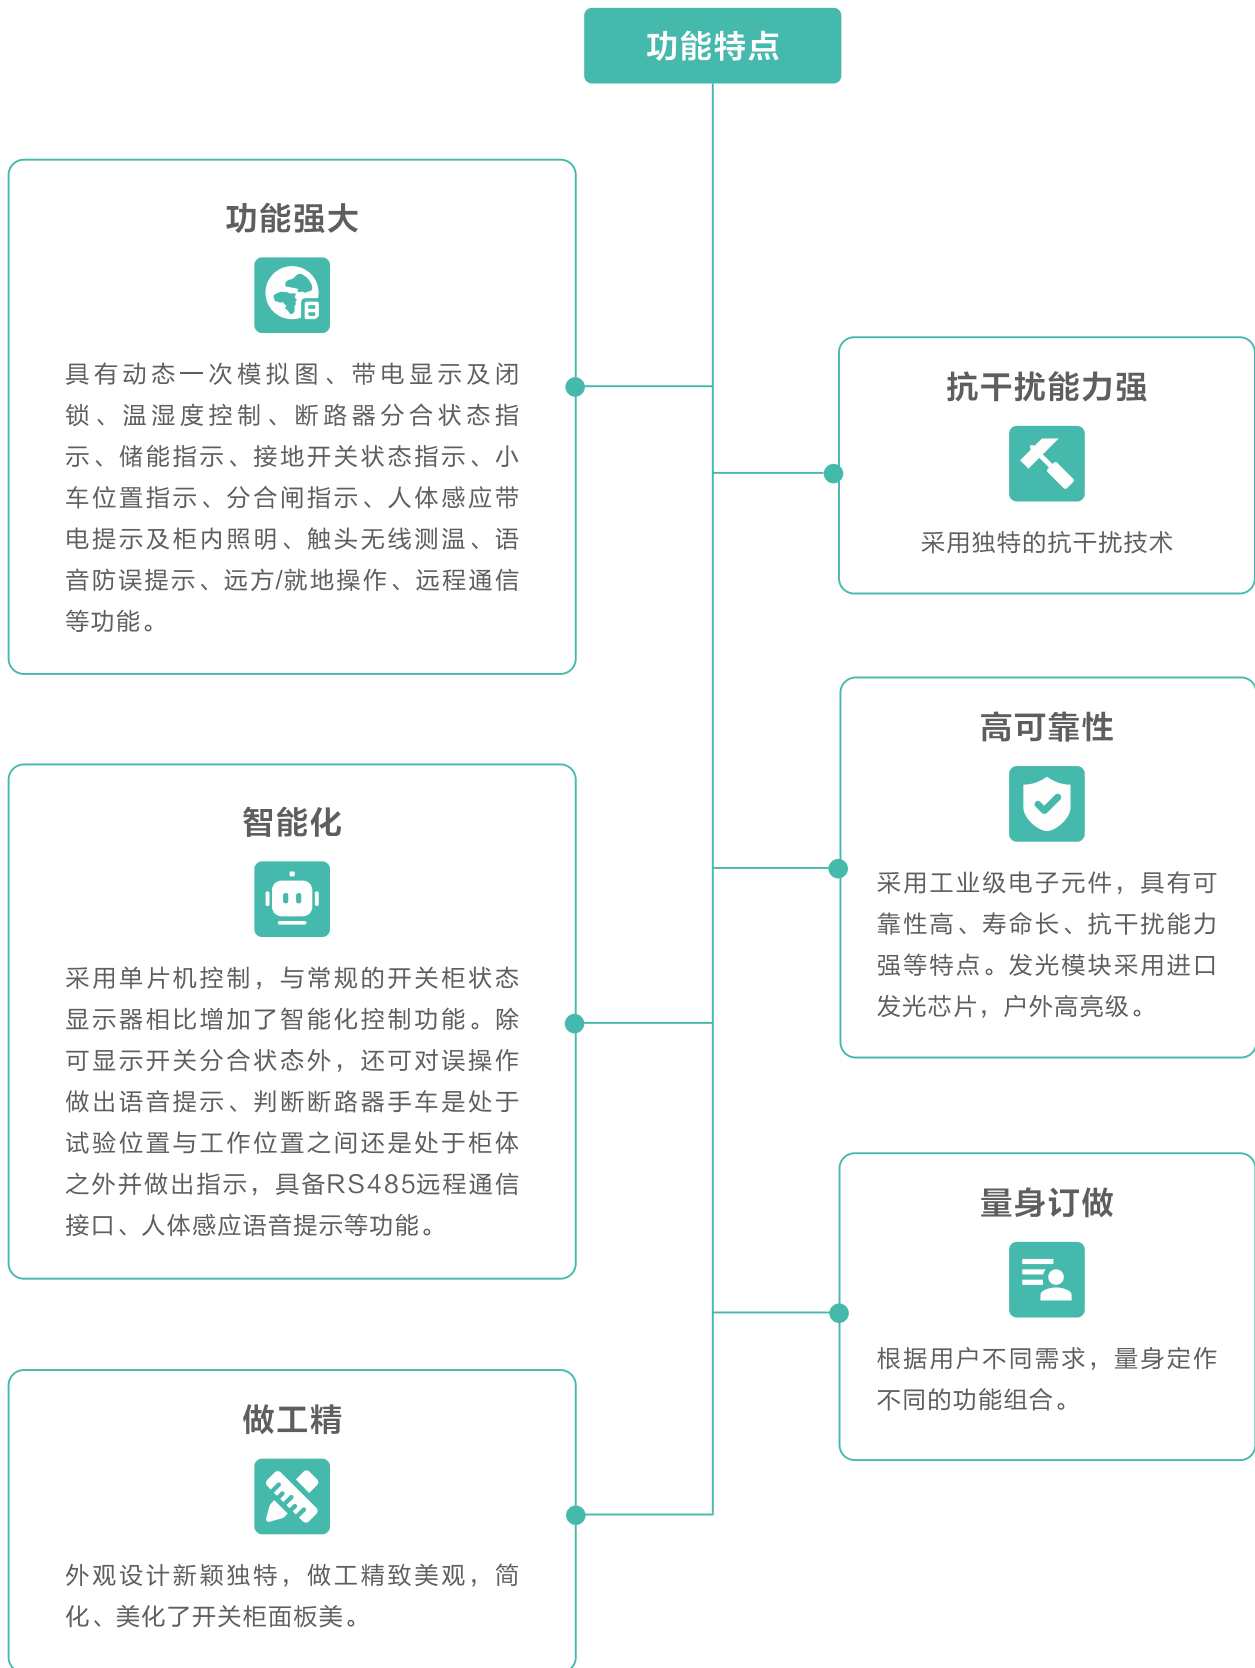 功能特点
功能强大
具有动态一次模拟图、带电显示及闭
锁、温湿度控制、断路器分合状态指
示、储能指示、接地开关状态指示、小
车位置指示、分合闸指示、人体感应带
电提示及柜内照明、触头无线测温、语
音防误提示、远方/就地操作、远程通信
等功能。
抗干扰能力强
采用独特的抗干扰技术
高可靠性
采用工业级电子元件，具有可
靠性高、寿命长、抗干扰能力
强等特点。发光模块采用进口
发光芯片，户外高亮级。
智能化
采用单片机控制，与常规的开关柜状态
显示器相比增加了智能化控制功能。除
可显示开关分合状态外，还可对误操作
做出语音提示、判断断路器手车是处于
试验位置与工作位置之间还是处于柜体
之外并做出指示，具备RS485远程通信
接口、人体感应语音提示等功能。
量身订做
根据用户不同需求，量身定作
不同的功能组合。
做工精
外观设计新颖独特，做工精致美观，简
化、美化了开关柜面板美。